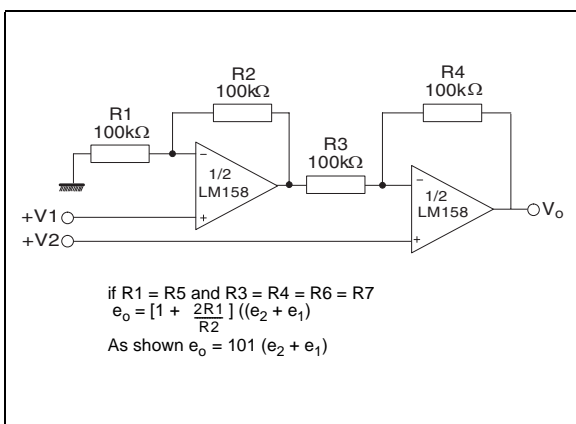 R2
100kΩ
R4
100kΩ
R1
100kΩ
R3
100kΩ
1/2
LM158
1/2
LM158
+V1
+V2
Vo
if R1 = R5 and R3 = R4 = R6 = R7
eo = [1 + 2R1/R2 ] ((e2 + e1)
As shown eo = 101 (e2 + e1)